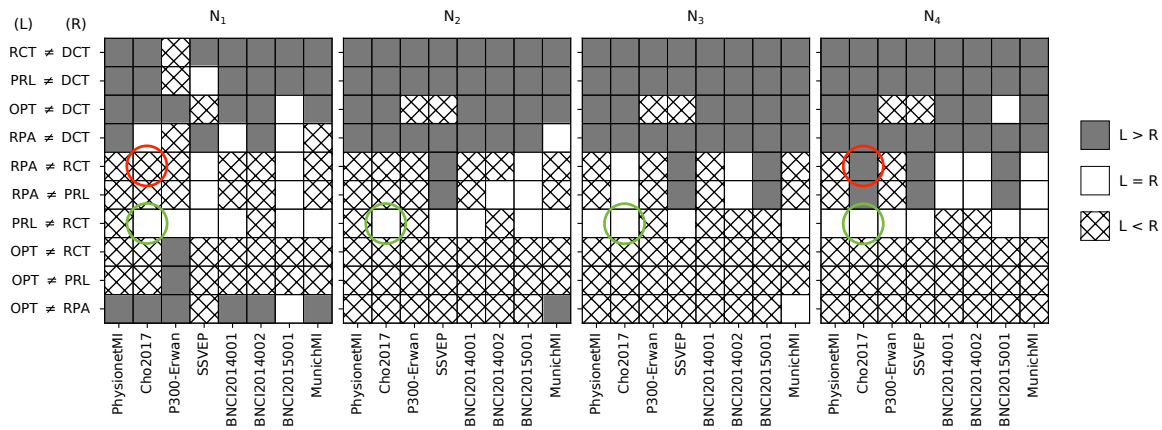 (L) (R) N₁ N₂ N₃ N₄
RCT ≠ DCT
PRL ≠ DCT
OPT ≠ DCT
RPA ≠ DCT
RPA ≠ RCT
RPA ≠ PRL
PRL ≠ RCT
OPT ≠ RCT
OPT ≠ PRL
OPT ≠ RPA
L > R
L = R
L < R
PhysionetMI
Cho2017
P300-Erwan
SSVEP
BNCI2014001
BNCI2014002
BNCI2015001
MunichMI
PhysionetMI
Cho2017
P300-Erwan
SSVEP
BNCI2014001
BNCI2014002
BNCI2015001
MunichMI
PhysionetMI
Cho2017
P300-Erwan
SSVEP
BNCI2014001
BNCI2014002
BNCI2015001
MunichMI
PhysionetMI
Cho2017
P300-Erwan
SSVEP
BNCI2014001
BNCI2014002
BNCI2015001
MunichMI